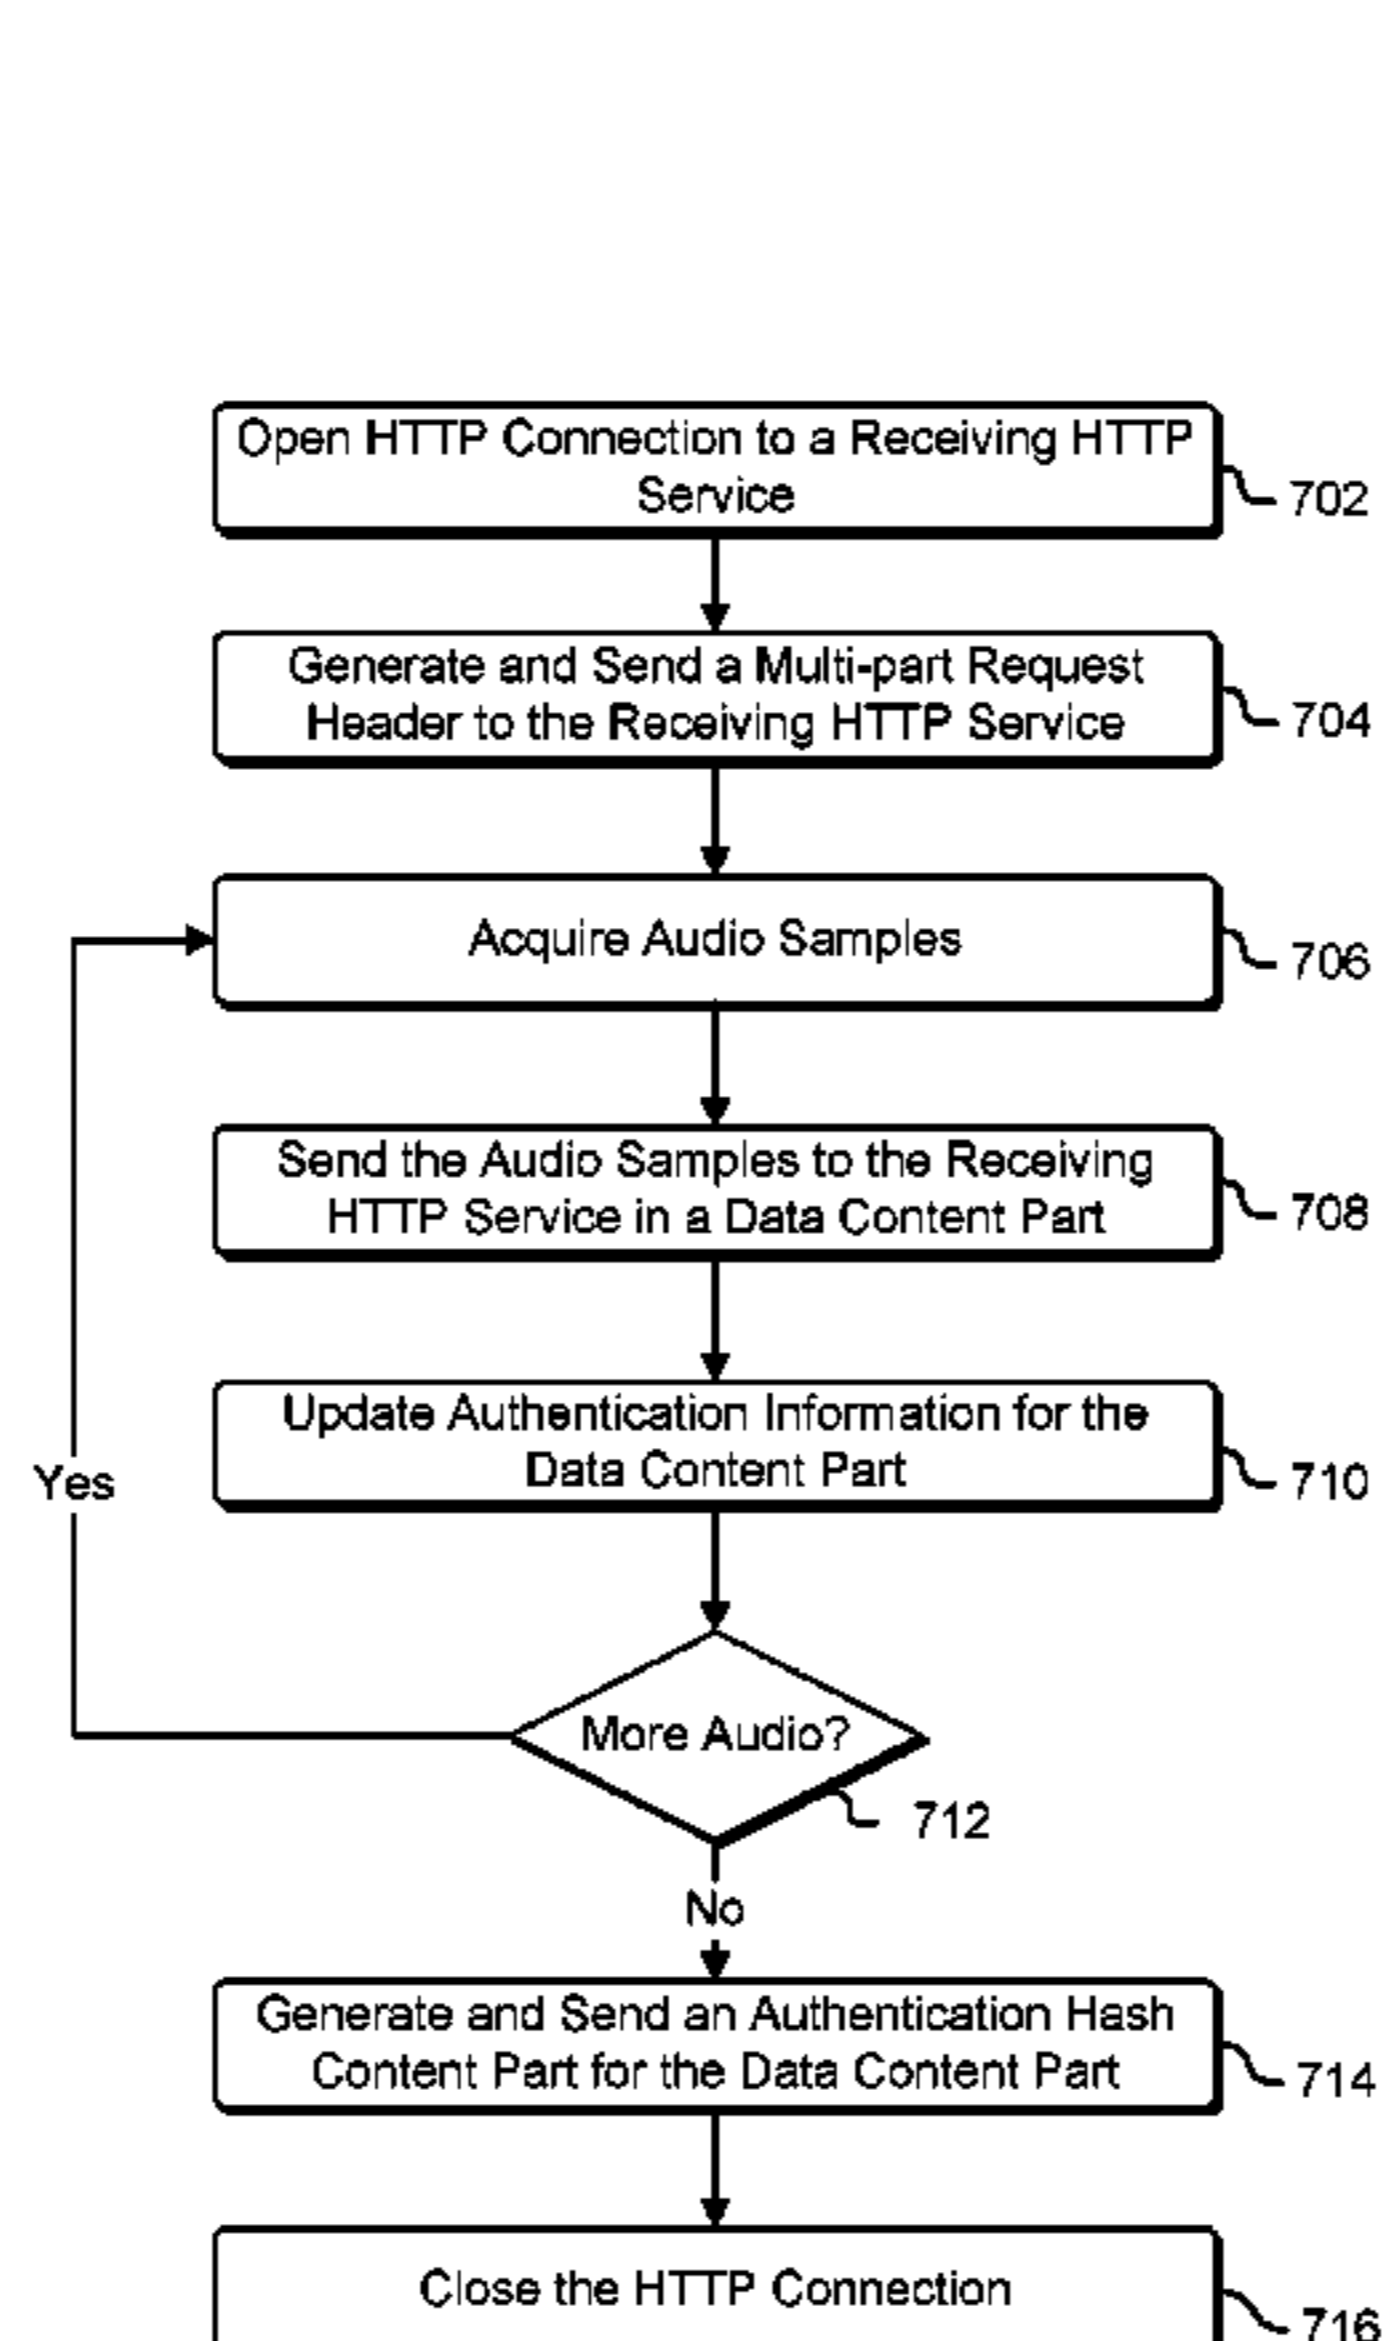 Open HTTP Connection to a Receiving HTTP
Service
702
Generate and Send a Multi-part Request
Header to the Receiving HTTP Service
704
Acquire Audio Samples
706
Send the Audio Samples to the Receiving
HTTP Service in a Data Content Part
708
Update Authentication Information for the
Data Content Part
710
Yes
More Audio?
712
No
Generate and Send an Authentication Hash
Content Part for the Data Content Part
714
Close the HTTP Connection
716